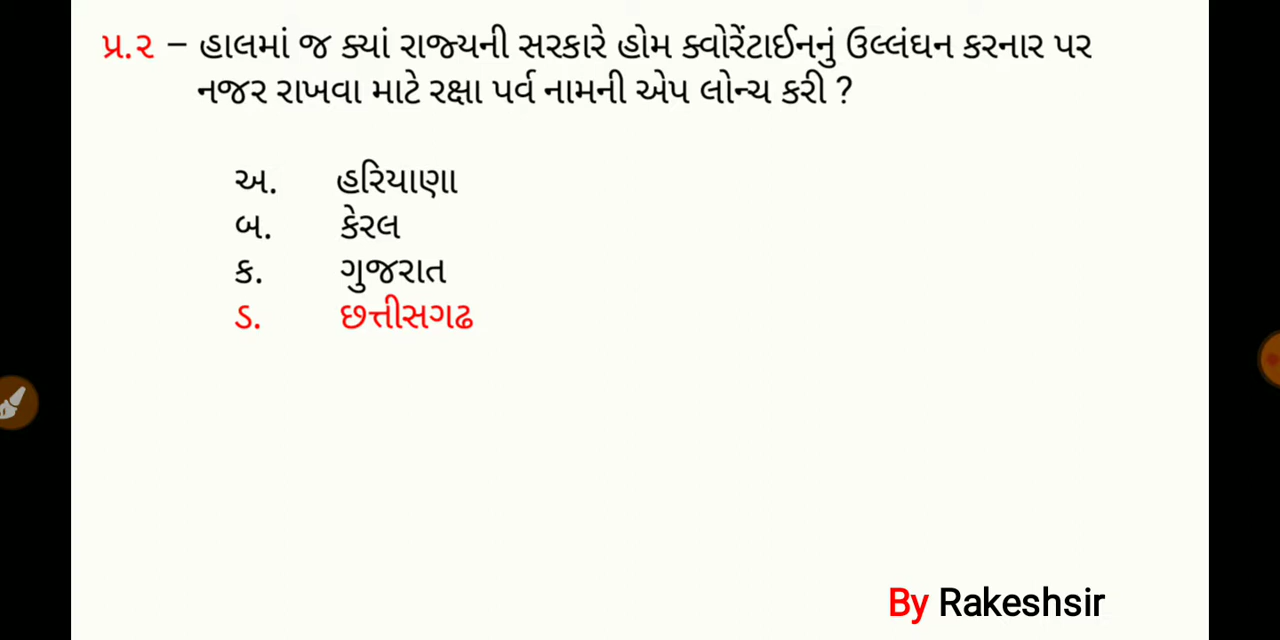 પ્ર.૨ – હાલમાં જ ક્યાં રાજ્યની સરકારે હોમ ક્વોરેંટાઈનનું ઉલ્લંઘન કરનાર પર
નજર રાખવા માટે રક્ષા પર્વ નામની એપ લોન્ચ કરી ?
અ. હરિયાણા
બ. કેરલ
ક. ગુજરાત
ડ. છત્તીસગઢ
By Rakeshsir